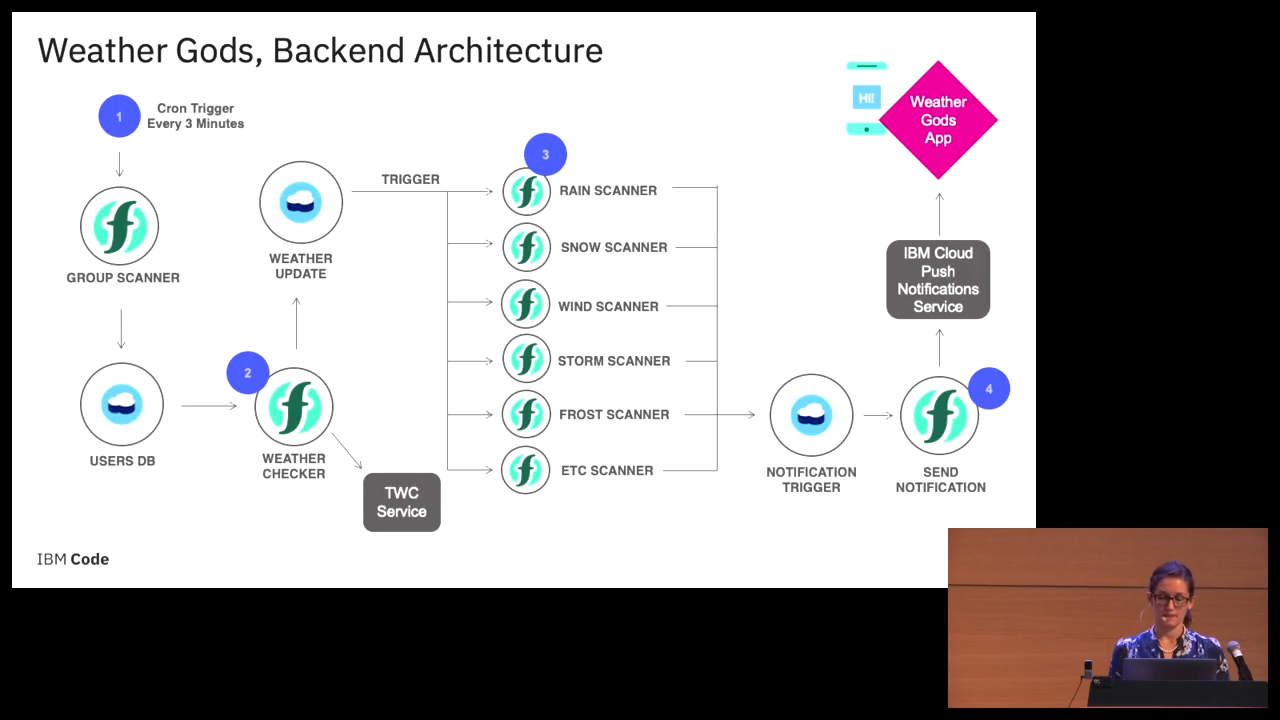 Weather Gods, Backend Architecture
1
Cron Trigger
Every 3 Minutes
GROUP SCANNER
USERS DB
2
WEATHER
CHECKER
TWC
Service
WEATHER
UPDATE
TRIGGER
3
RAIN SCANNER
SNOW SCANNER
WIND SCANNER
STORM SCANNER
FROST SCANNER
ETC SCANNER
NOTIFICATION
TRIGGER
4
SEND
NOTIFICATION
IBM Cloud
Push
Notifications
Service
HI!
Weather
Gods
App
IBM Code